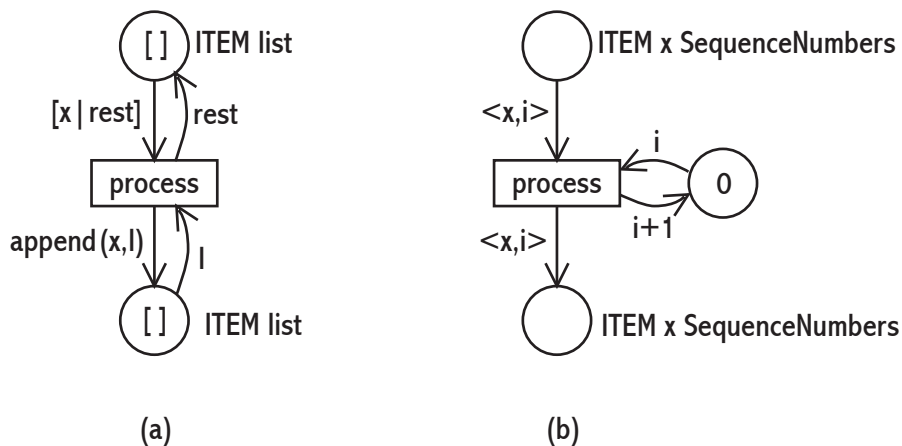 [ ] ITEM list
[x | rest] rest
process
append (x,l) l
[ ] ITEM list
(a)
ITEM x SequenceNumbers
<x,i>
i
process 0
i+1
<x,i>
ITEM x SequenceNumbers
(b)